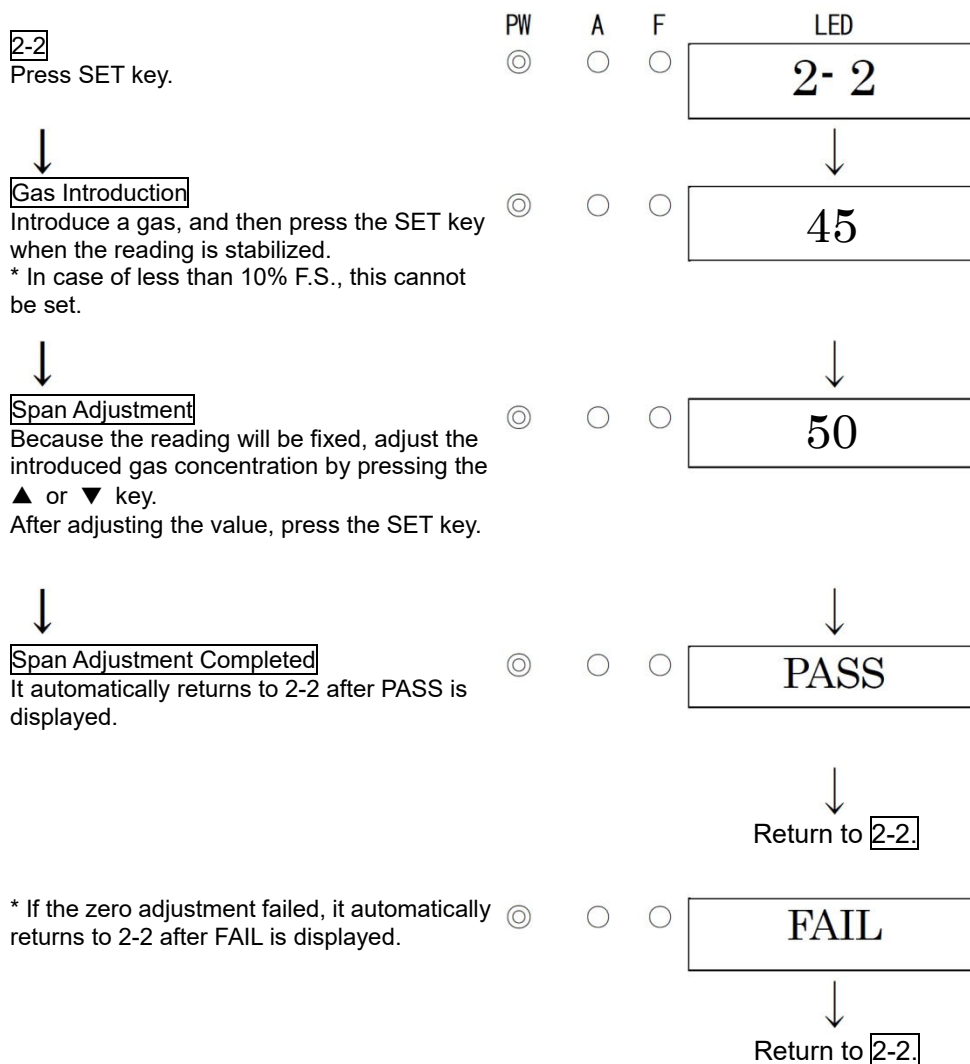 PW A F LED
2-2
Press SET key.
2- 2
↓ ↓
Gas Introduction
Introduce a gas, and then press the SET key
when the reading is stabilized.
* In case of less than 10% F.S., this cannot
be set.
45
↓ ↓
Span Adjustment
Because the reading will be fixed, adjust the
introduced gas concentration by pressing the
▲ or ▼ key.
After adjusting the value, press the SET key.
50
↓ ↓
Span Adjustment Completed
It automatically returns to 2-2 after PASS is
displayed.
PASS
↓
Return to 2-2.
* If the zero adjustment failed, it automatically
returns to 2-2 after FAIL is displayed.
FAIL
↓
Return to 2-2.